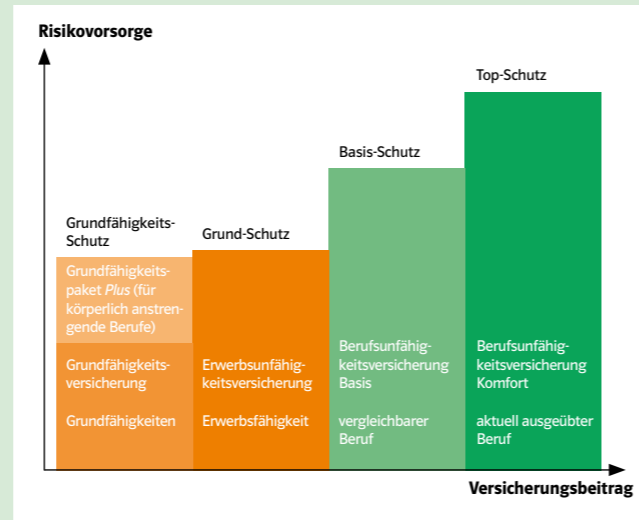 Risikovorsorge
Top-Schutz
Basis-Schutz
Grundfähigkeits-
Schutz
Grund-Schutz
Grundfähigkeits-
paket Plus (für
körperlich anstren-
gende Berufe)
Grundfähigkeits-
versicherung
Grundfähigkeiten
Erwerbsunfähig-
keitsversicherung
Erwerbsfähigkeit
Berufsunfähig-
keitsversicherung
Basis
vergleichbarer
Beruf
Berufsunfähig-
keitsversicherung
Komfort
aktuell ausgeübter
Beruf
Versicherungsbeitrag